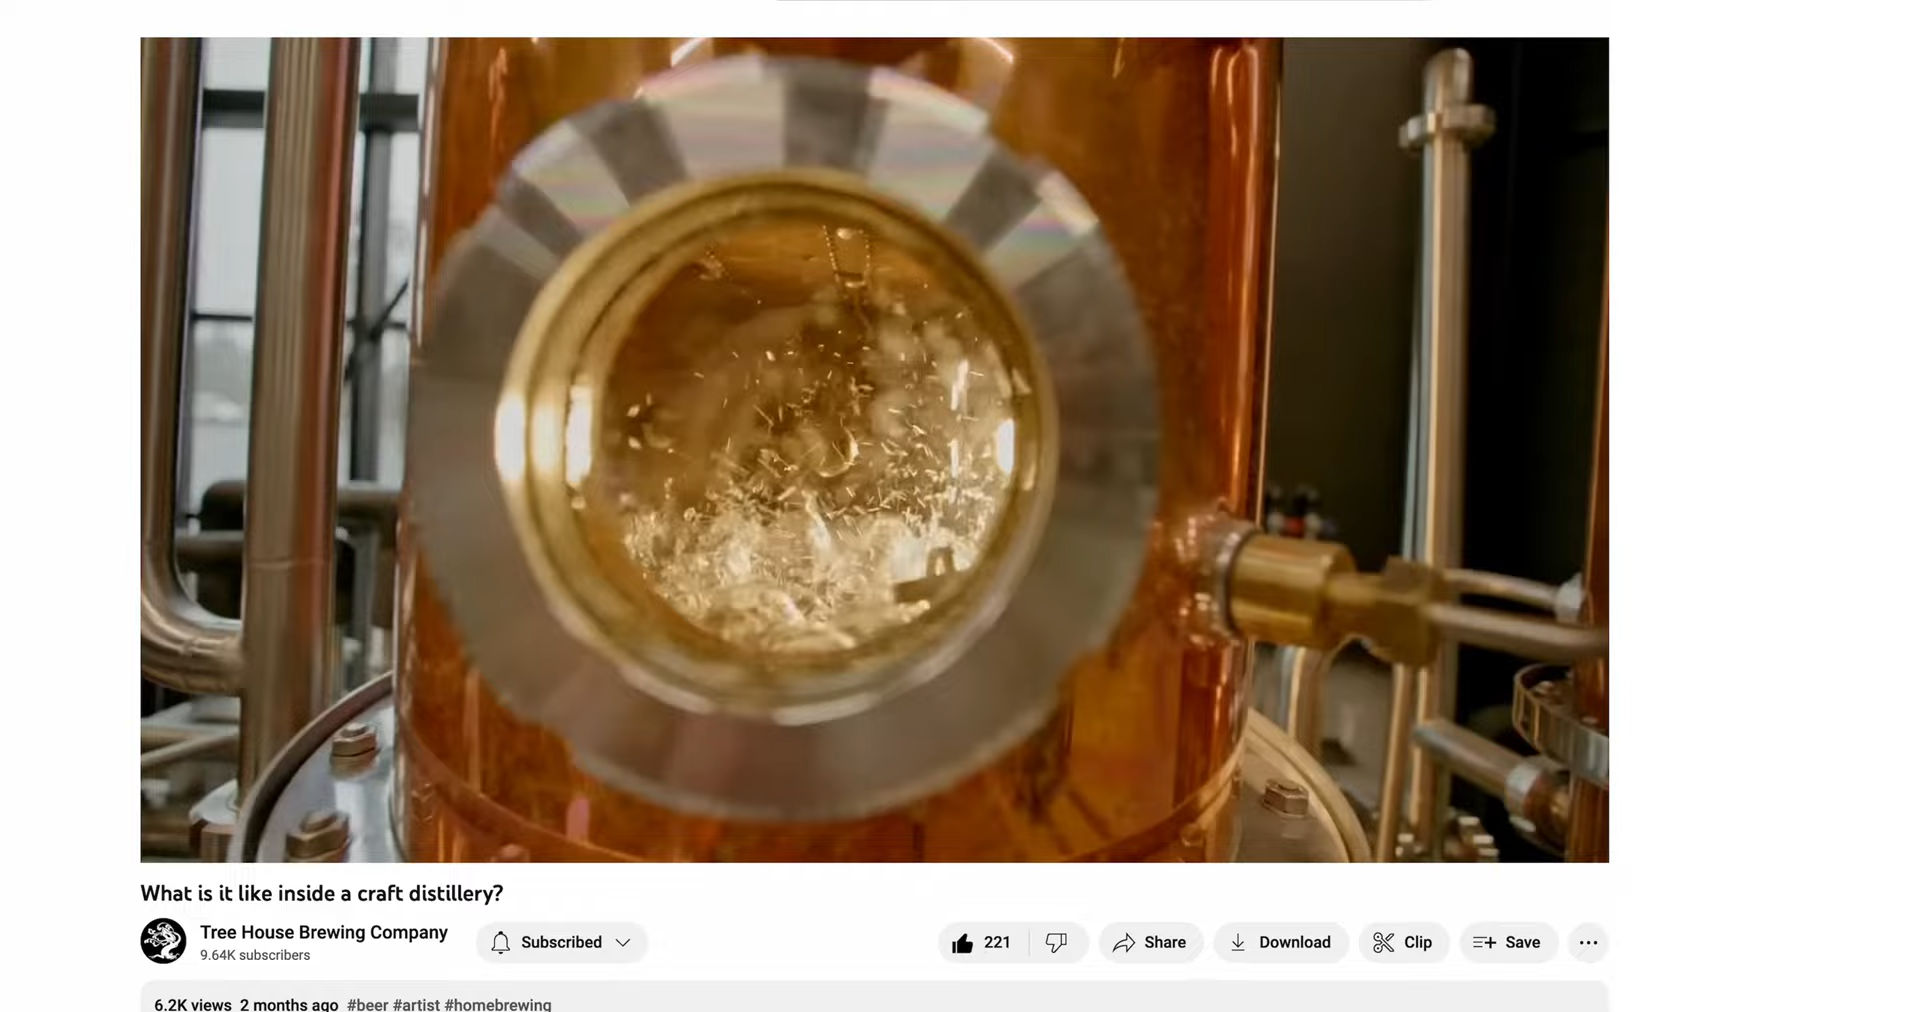 What is it like inside a craft distillery?
Tree House Brewing Company
9.64K subscribers
Subscribed
221
Share
Download
Clip
Save
6.2K views 2 months ago #beer #artist #homebrewing